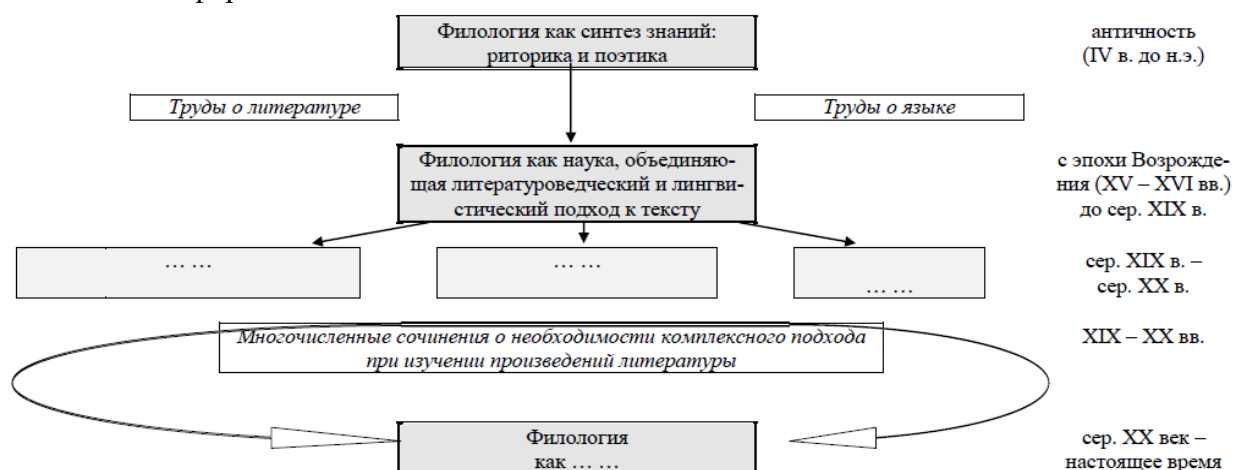 Филология как синтез знаний:
риторика и поэтика
античность
(IV в. до н.э.)
Труды о литературе
Труды о языке
Филология как наука, объединяю-
щая литературоведческий и лингви-
стический подход к тексту
с эпохи Возрожде-
ния (XV – XVI вв.)
до сер. XIX в.
… …
… …
… …
сер. XIX в. –
сер. XX в.
Многочисленные сочинения о необходимости комплексного подхода
при изучении произведений литературы
XIX – XX вв.
Филология
как … …
сер. XX век –
настоящее время